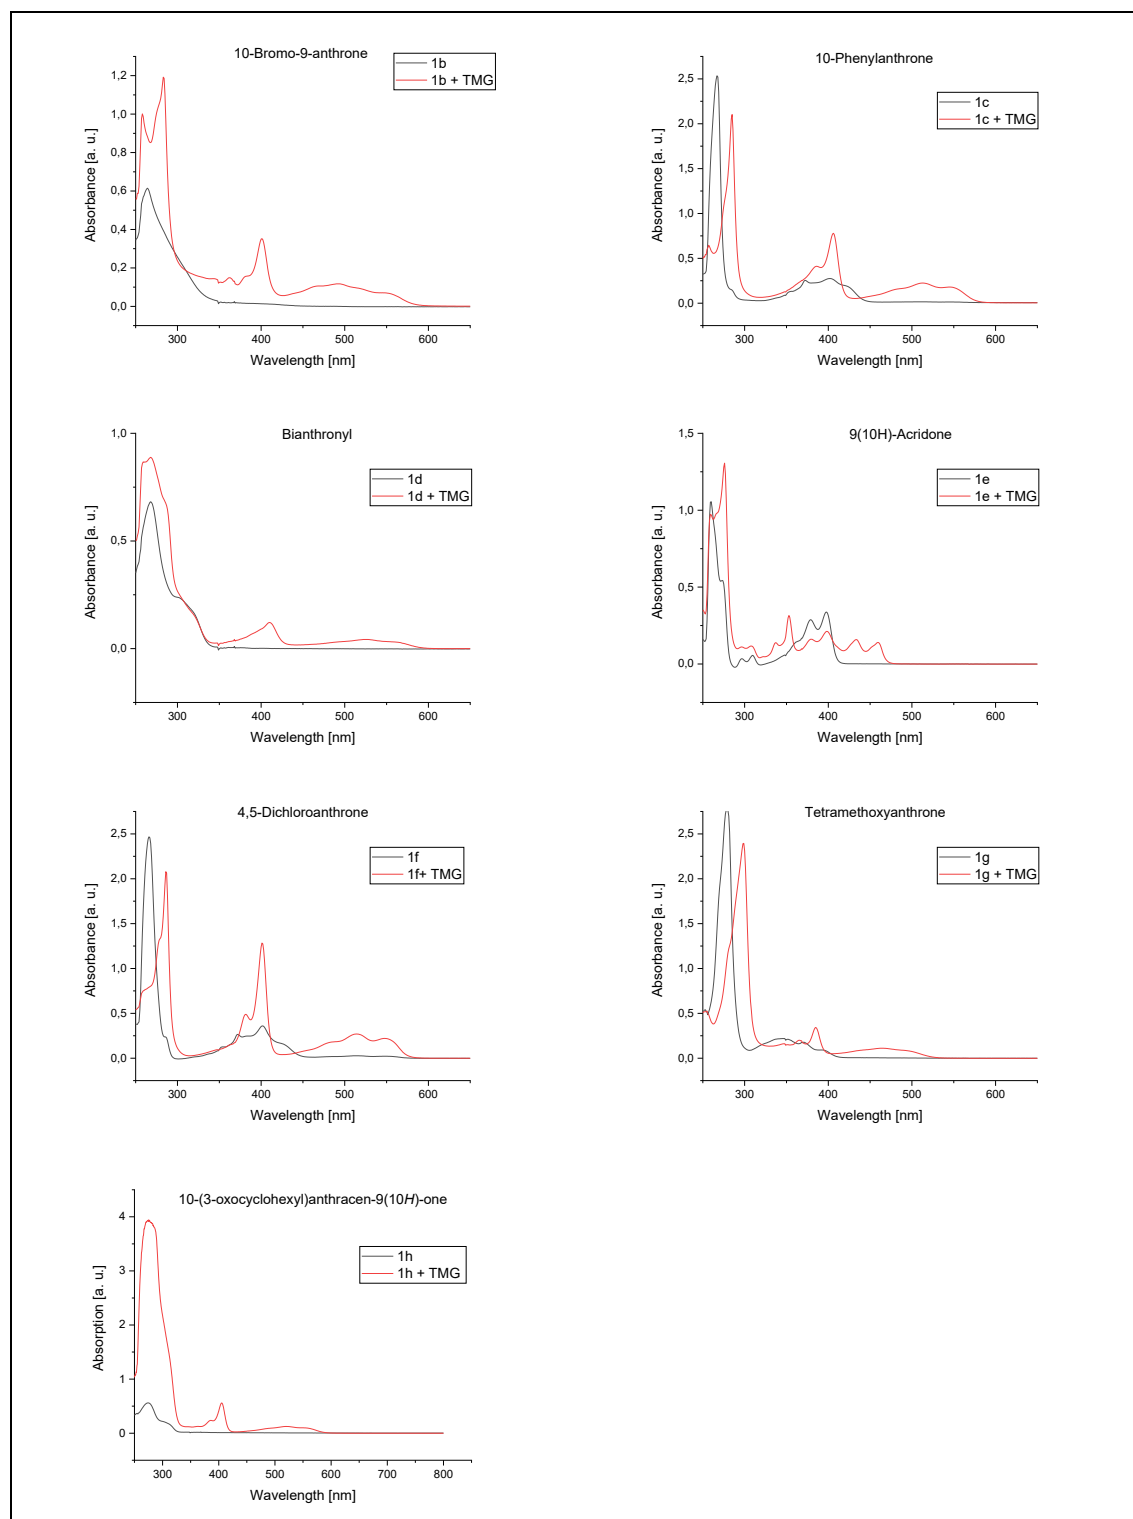 10-Bromo-9-anthrone
1b
1b + TMG
1,2
1,0
0,8
0,6
0,4
0,2
0,0
300
400
500
600
Absorbance [a. u.]
Wavelength [nm]
10-Phenylanthrone
1c
1c + TMG
2,5
2,0
1,5
1,0
0,5
0,0
300
400
500
600
Absorbance [a. u.]
Wavelength [nm]
Bianthronyl
1d
1d + TMG
1,0
0,5
0,0
300
400
500
600
Absorbance [a. u.]
Wavelength [nm]
9(10H)-Acridone
1e
1e + TMG
1,5
1,0
0,5
0,0
300
400
500
600
Absorbance [a. u.]
Wavelength [nm]
4,5-Dichloroanthrone
1f
1f+ TMG
2,5
2,0
1,5
1,0
0,5
0,0
300
400
500
600
Absorbance [a. u.]
Wavelength [nm]
Tetramethoxyanthrone
1g
1g + TMG
2,5
2,0
1,5
1,0
0,5
0,0
300
400
500
600
Absorbance [a. u.]
Wavelength [nm]
10-(3-oxocyclohexyl)anthracen-9(10H)-one
1h
1h + TMG
4
3
2
1
0
300
400
500
600
700
800
Absorption [a. u.]
Wavelength [nm]